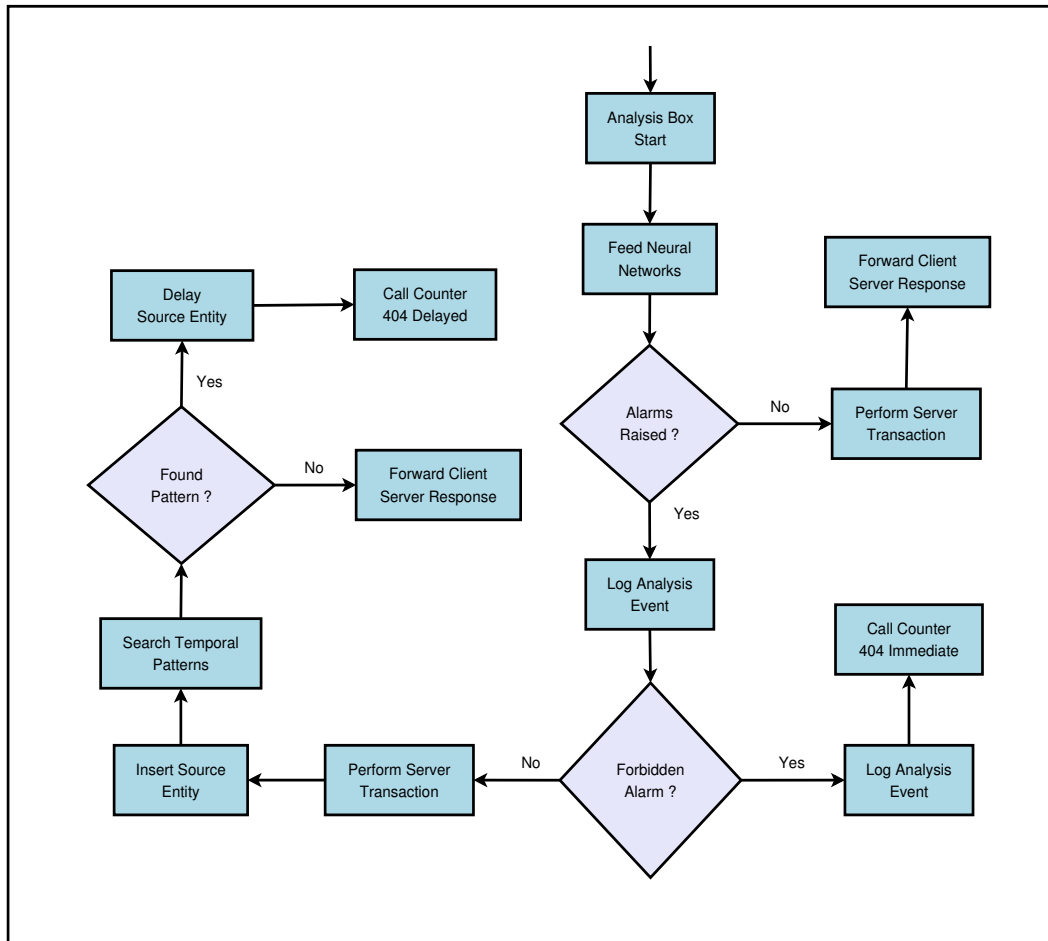 Analysis Box
Start
Feed Neural
Networks
Forward Client
Server Response
Delay
Source Entity
Call Counter
404 Delayed
Yes
Alarms
Raised ?
No
Perform Server
Transaction
Found
Pattern ?
No
Forward Client
Server Response
Yes
Log Analysis
Event
Search Temporal
Patterns
Call Counter
404 Immediate
Insert Source
Entity
Perform Server
Transaction
No
Forbidden
Alarm ?
Yes
Log Analysis
Event